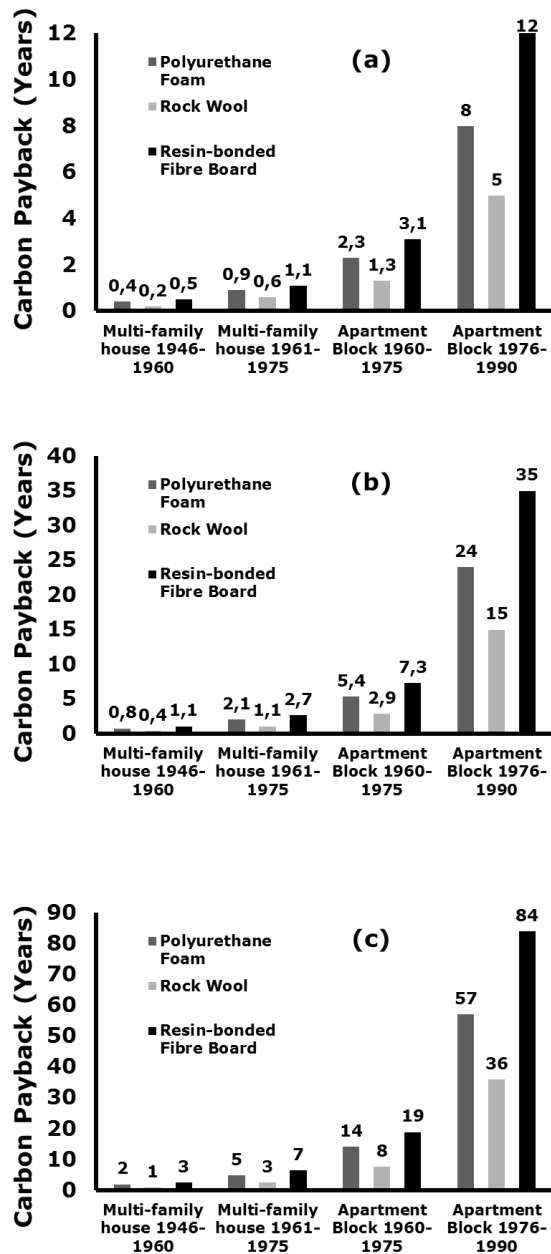 Carbon Payback (Years)
12
10
8
6
4
2
0
(a)
Polyurethane
Foam
Rock Wool
Resin-bonded
Fibre Board
0,4
0,2
0,5
0,9
0,6
1,1
2,3
1,3
3,1
8
5
12
Multi-family
house 1946-
1960
Multi-family
house 1961-
1975
Apartment
Block 1960-
1975
Apartment
Block 1976-
1990
Carbon Payback (Years)
40
35
30
25
20
15
10
5
0
(b)
Polyurethane
Foam
Rock Wool
Resin-bonded
Fibre Board
0,8
0,4
1,1
2,1
1,1
2,7
5,4
2,9
7,3
24
15
35
Multi-family
house 1946-
1960
Multi-family
house 1961-
1975
Apartment
Block 1960-
1975
Apartment
Block 1976-
1990
Carbon Payback (Years)
90
80
70
60
50
40
30
20
10
0
(c)
Polyurethane
Foam
Rock Wool
Resin-bonded
Fibre Board
2
1
3
5
3
7
14
8
19
57
36
84
Multi-family
house 1946-
1960
Multi-family
house 1961-
1975
Apartment
Block 1960-
1975
Apartment
Block 1976-
1990